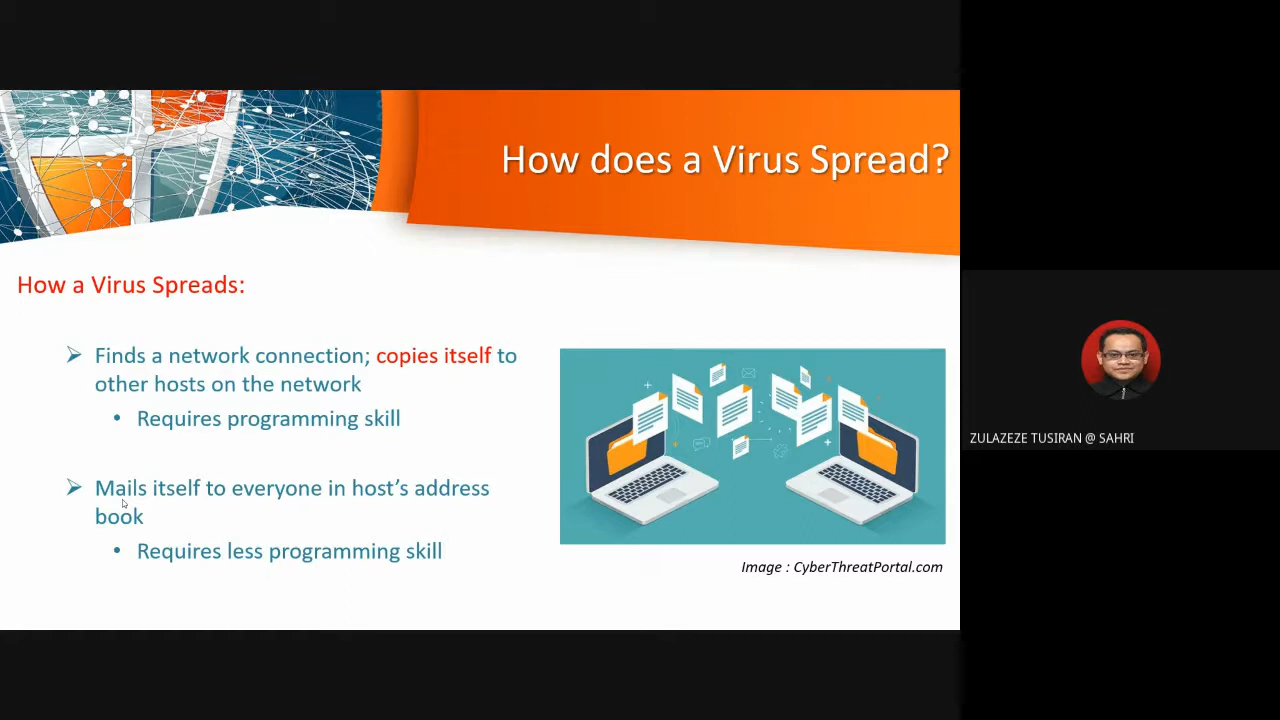 How does a Virus Spread?
How a Virus Spreads:
➢ Finds a network connection; copies itself to
other hosts on the network
• Requires programming skill
➢ Mails itself to everyone in host’s address
book
• Requires less programming skill
Image : CyberThreatPortal.com
ZULAZEZE TUSIRAN @ SAHRI